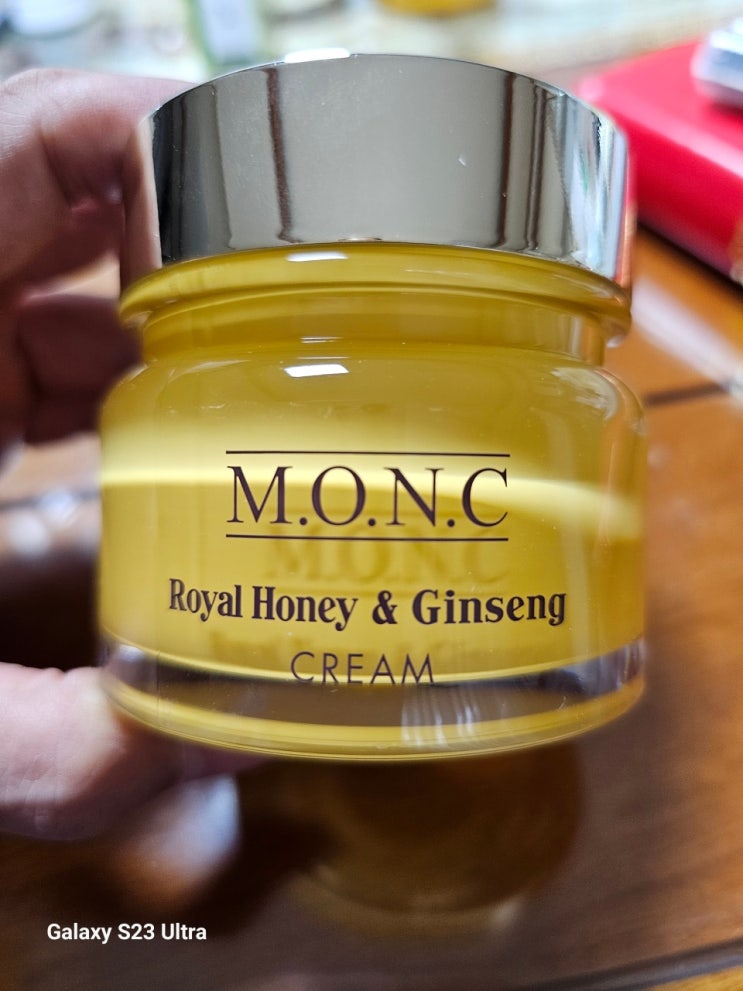 M.O.N.C
Royal Honey & Ginseng
CREAM
Galaxy S23 Ultra